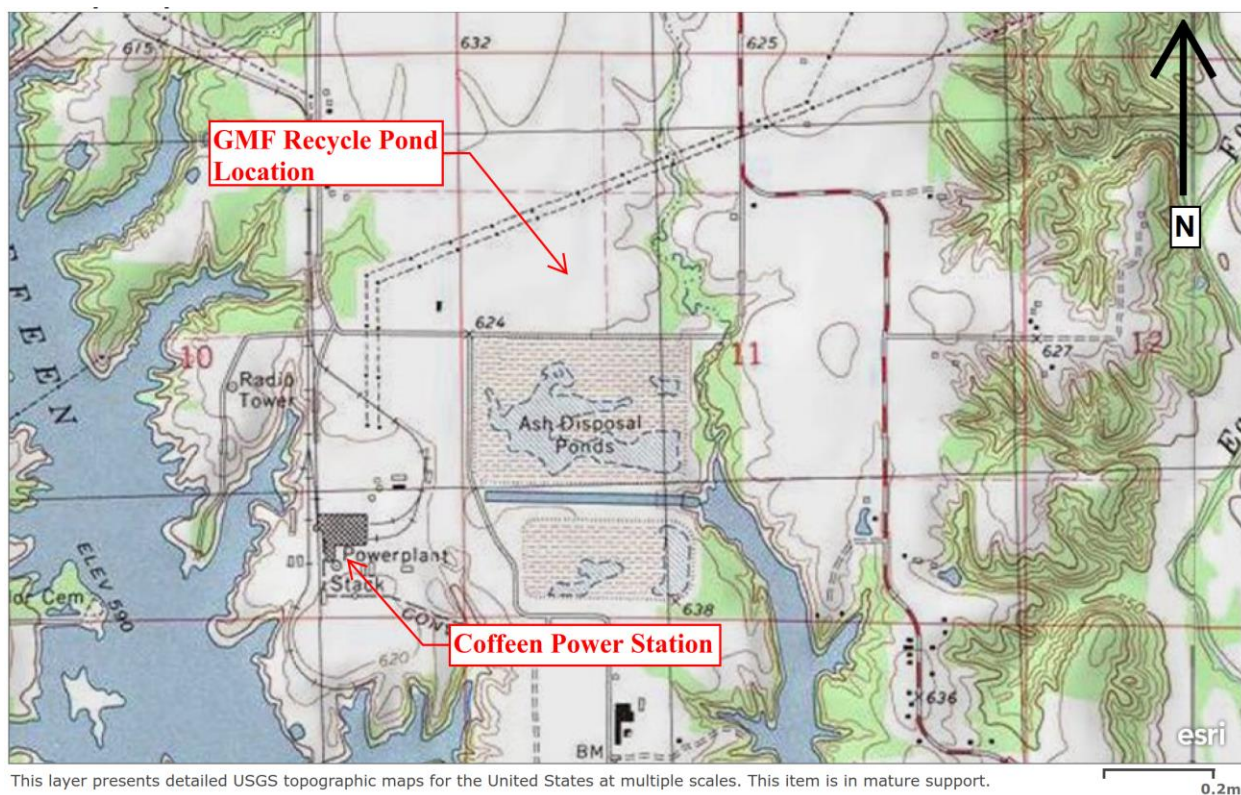 615
632
625
GMF Recycle Pond
Location
N
624
10
11
12
627
Radio
Tower
Ash Disposal
Ponds
EEN
Powerplant
Stack
ELEV 590
Cem
638
Coffeen Power Station
620
636
BM
esri
This layer presents detailed USGS topographic maps for the United States at multiple scales. This item is in mature support.
0.2m